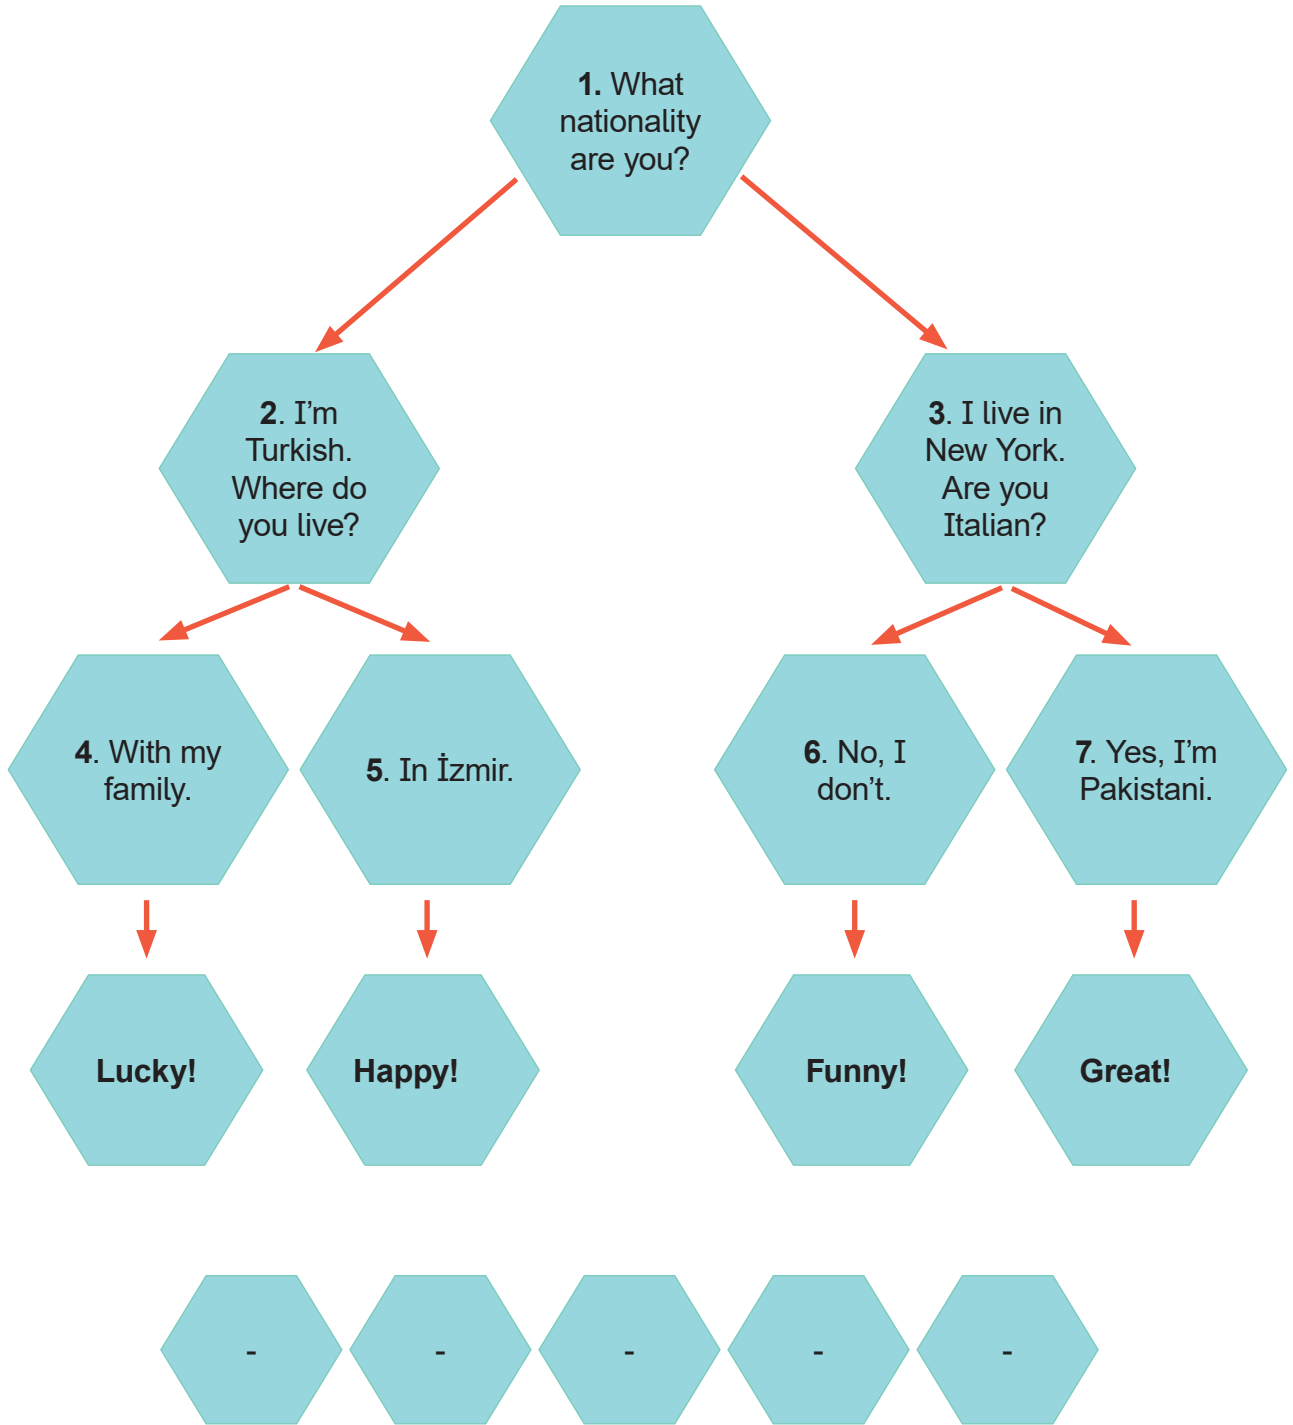 1. What
nationality
are you?
2. I'm
Turkish.
Where do
you live?
3. I live in
New York.
Are you
Italian?
4. With my
family.
5. In İzmir.
6. No, I
don't.
7. Yes, I'm
Pakistani.
Lucky!
Happy!
Funny!
Great!
- - - - -